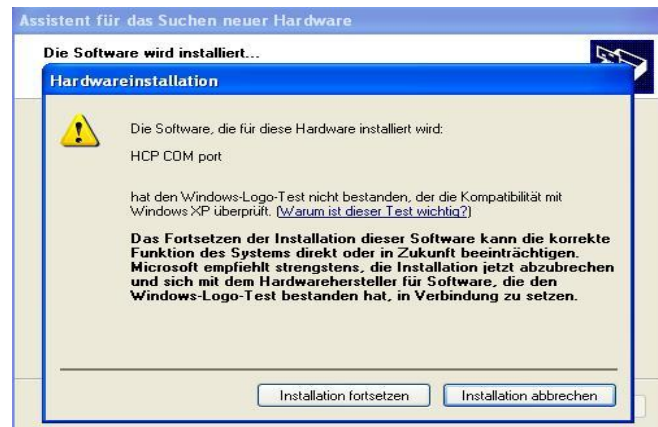 Assistent für das Suchen neuer Hardware
Die Software wird installiert...
Hardwareinstallation
Die Software, die für diese Hardware installiert wird:
HCP COM port
hat den Windows-Logo-Test nicht bestanden, der die Kompatibilität mit
Windows XP überprüft. (Warum ist dieser Test wichtig?)
Das Fortsetzen der Installation dieser Software kann die korrekte
Funktion des Systems direkt oder in Zukunft beeinträchtigen.
Microsoft empfiehlt strengstens, die Installation jetzt abzubrechen
und sich mit dem Hardwarehersteller für Software, die den
Windows-Logo-Test bestanden hat, in Verbindung zu setzen.
Installation fortsetzen Installation abbrechen